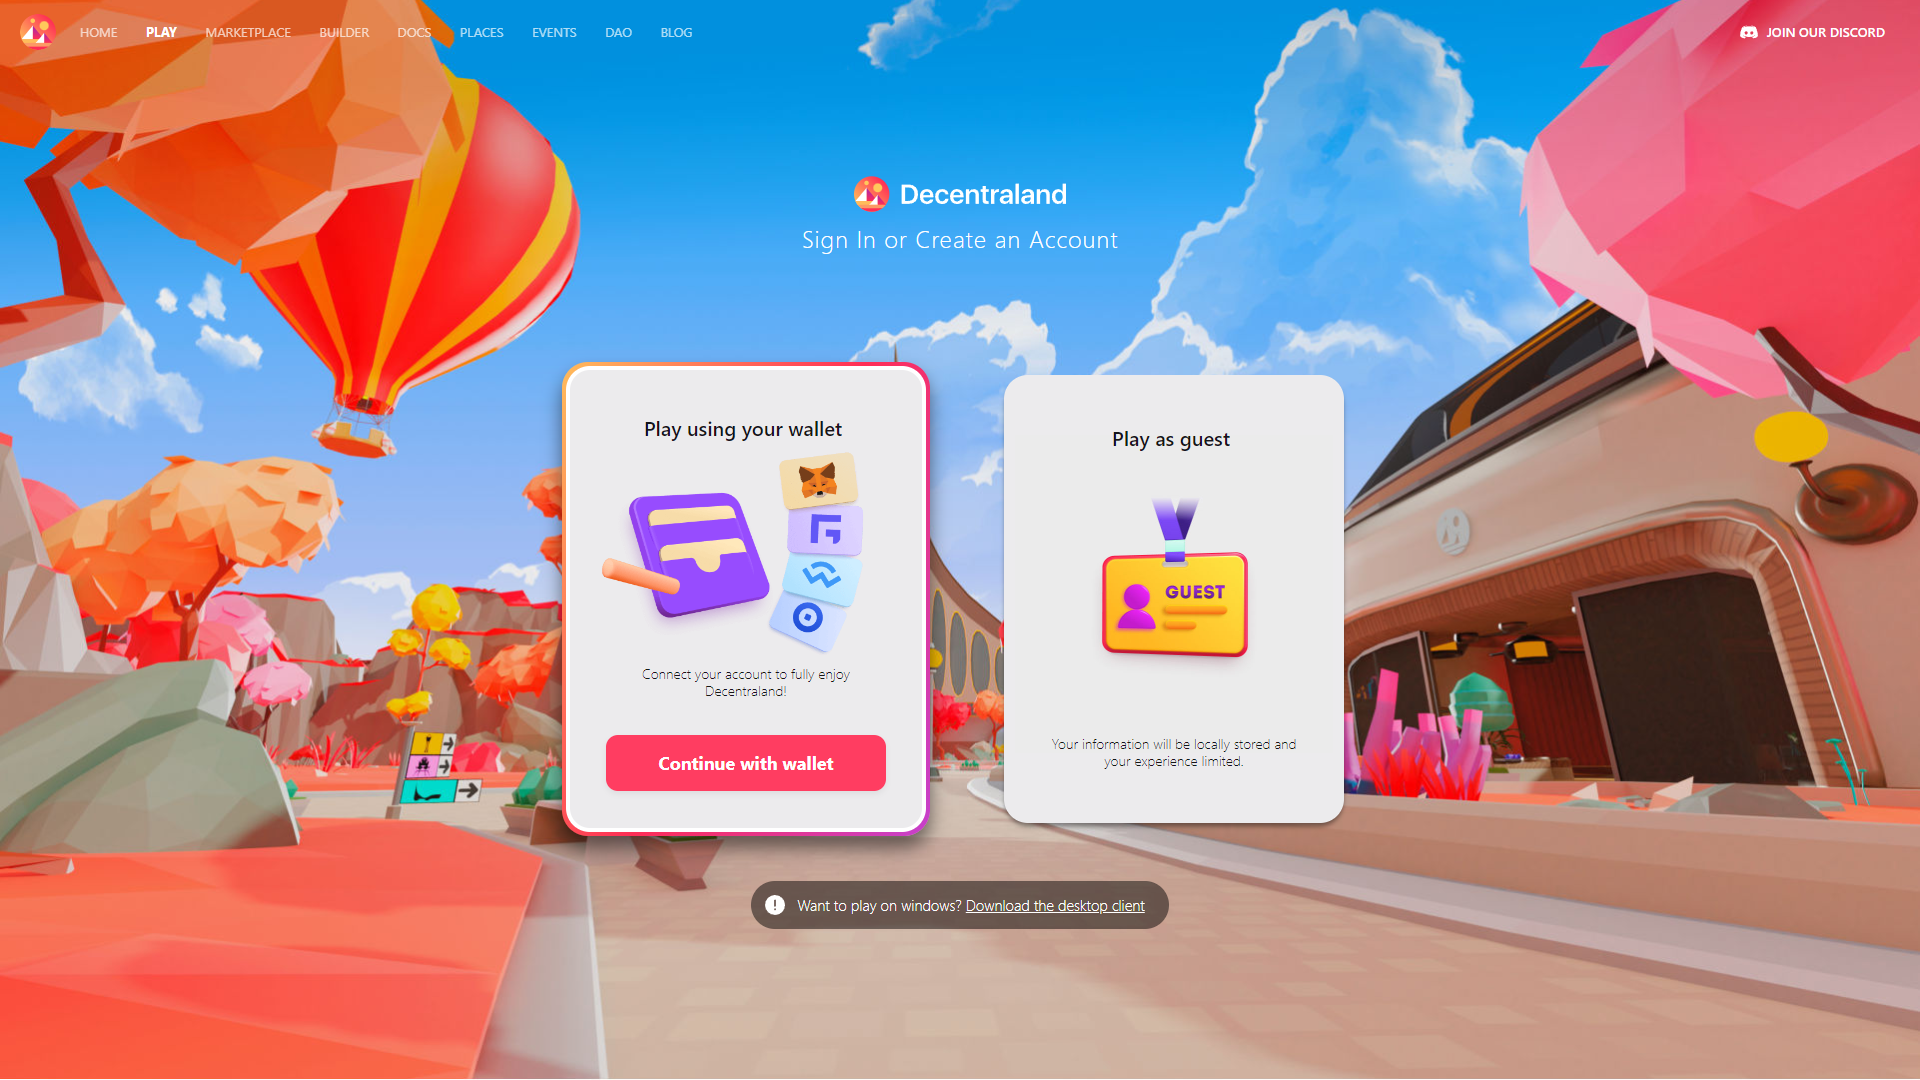 HOME
PLAY
MARKETPLACE
BUILDER
DOCS
PLACES
EVENTS
DAO
BLOG
JOIN OUR DISCORD
Decentraland
Sign In or Create an Account
Play using your wallet
Connect your account to fully enjoy
Decentraland!
Continue with wallet
Play as guest
GUEST
Your information will be locally stored and
your experience limited.
Want to play on windows? Download the desktop client